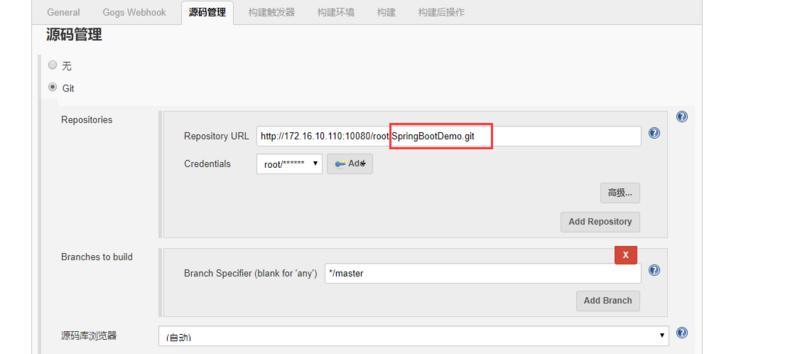 General Gogs Webhook 源码管理 构建触发器 构建环境 构建 构建后操作
源码管理
无
Git
Repositories
Repository URL http://172.16.10.110:10080/root/SpringBootDemo.git
Credentials root/****** Add
高级...
Add Repository
Branches to build
X
Branch Specifier (blank for 'any') */master
Add Branch
源码库浏览器 (自动)